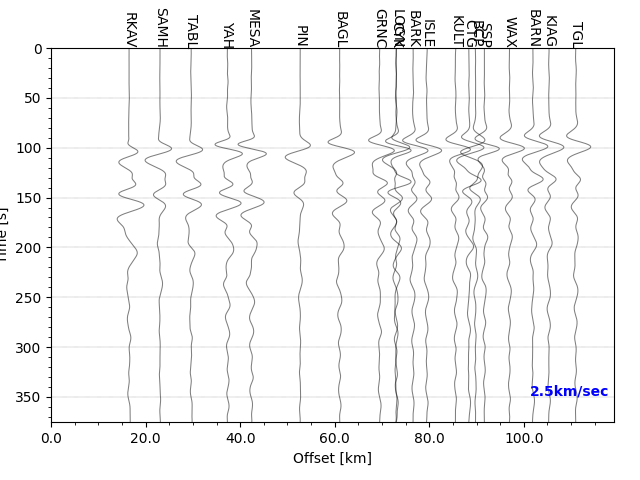 RKAV SAMH TABL YAH MESA PIN BAGL GRNC BARK ISLE KULT CTG SSP WAX BARN KIAG TGL
0
50
100
150
200
250
300
350
Time [s]
2.5km/sec
0.0 20.0 40.0 60.0 80.0 100.0
Offset [km]